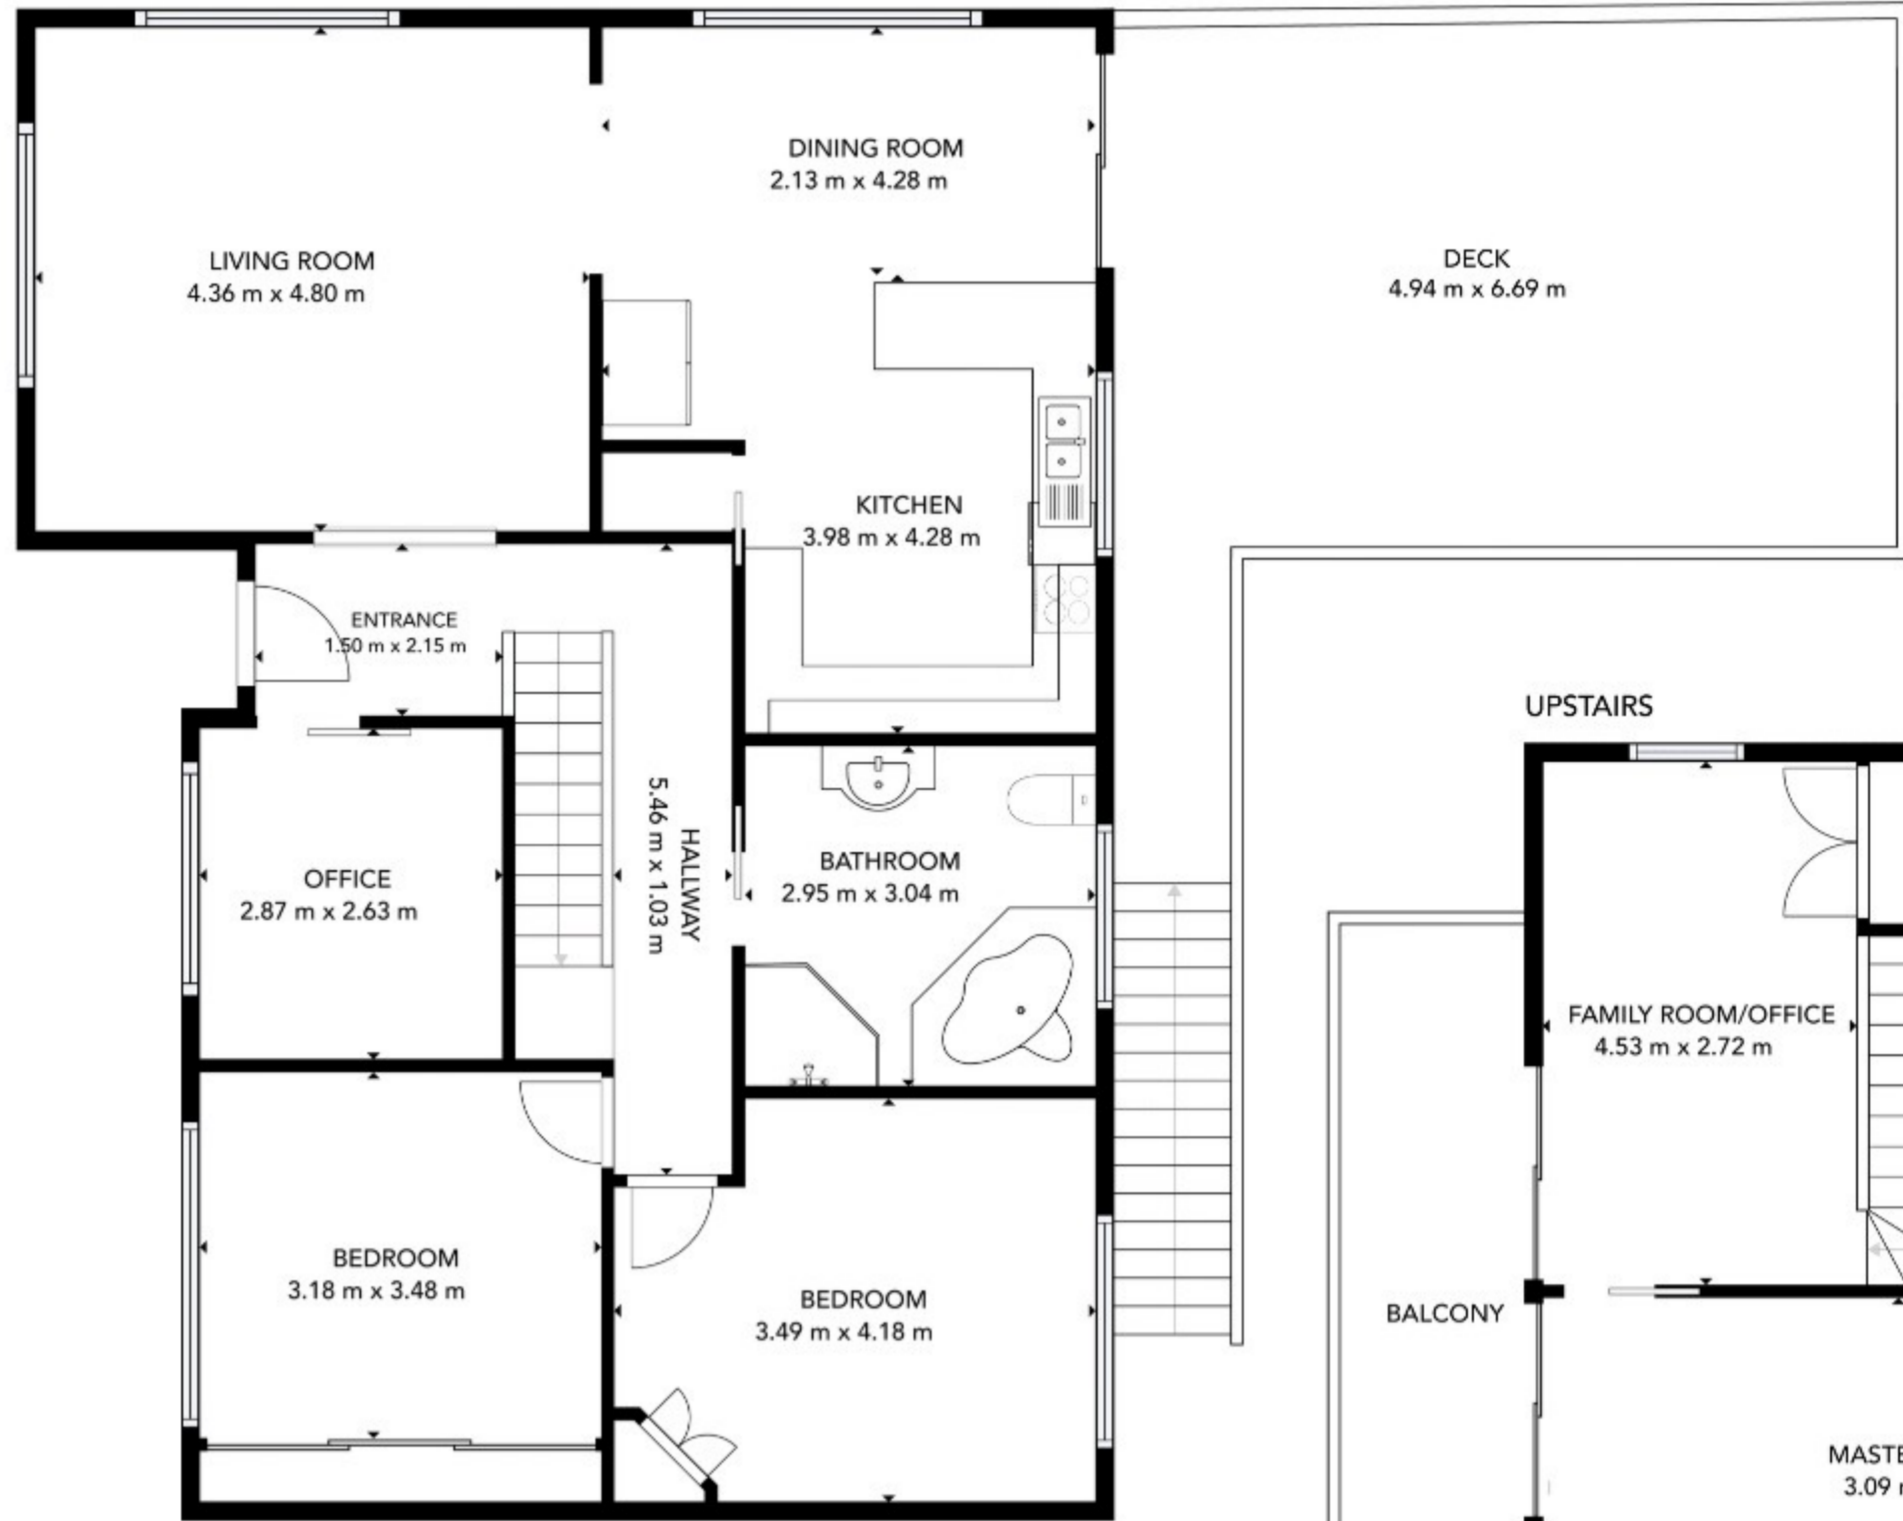 DINING ROOM
2.13 m x 4.28 m
LIVING ROOM
4.36 m x 4.80 m
DECK
4.94 m x 6.69 m
KITCHEN
3.98 m x 4.28 m
ENTRANCE
1.50 m x 2.15 m
HALLWAY
5.46 m x 1.03 m
OFFICE
2.87 m x 2.63 m
BATHROOM
2.95 m x 3.04 m
BEDROOM
3.18 m x 3.48 m
BEDROOM
3.49 m x 4.18 m
UPSTAIRS
FAMILY ROOM/OFFICE
4.53 m x 2.72 m
BALCONY
MASTE
3.09